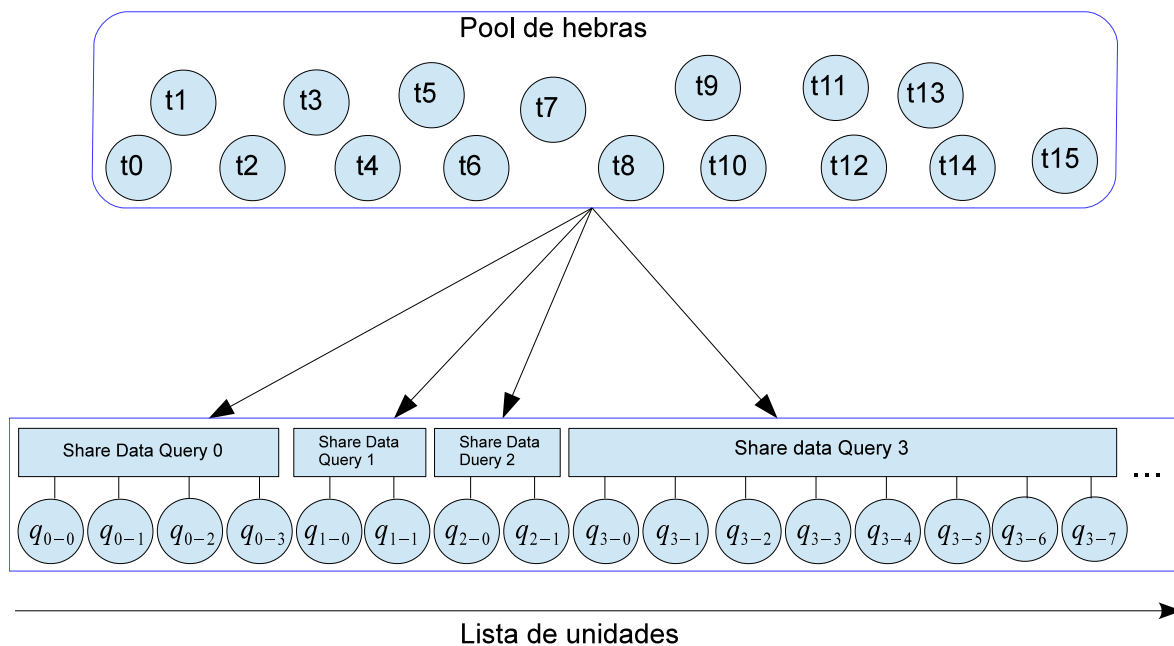 Pool de hebras
t1 t3 t5 t7 t9 t11 t13
t0 t2 t4 t6 t8 t10 t12 t14 t15
Share Data Query 0
Share Data
Query 1
Share Data
Duery 2
Share data Query 3
...
q0−0 q0−1 q0−2 q0−3 q1−0 q1−1 q2−0 q2−1 q3−0 q3−1 q3−2 q3−3 q3−4 q3−5 q3−6 q3−7
Lista de unidades